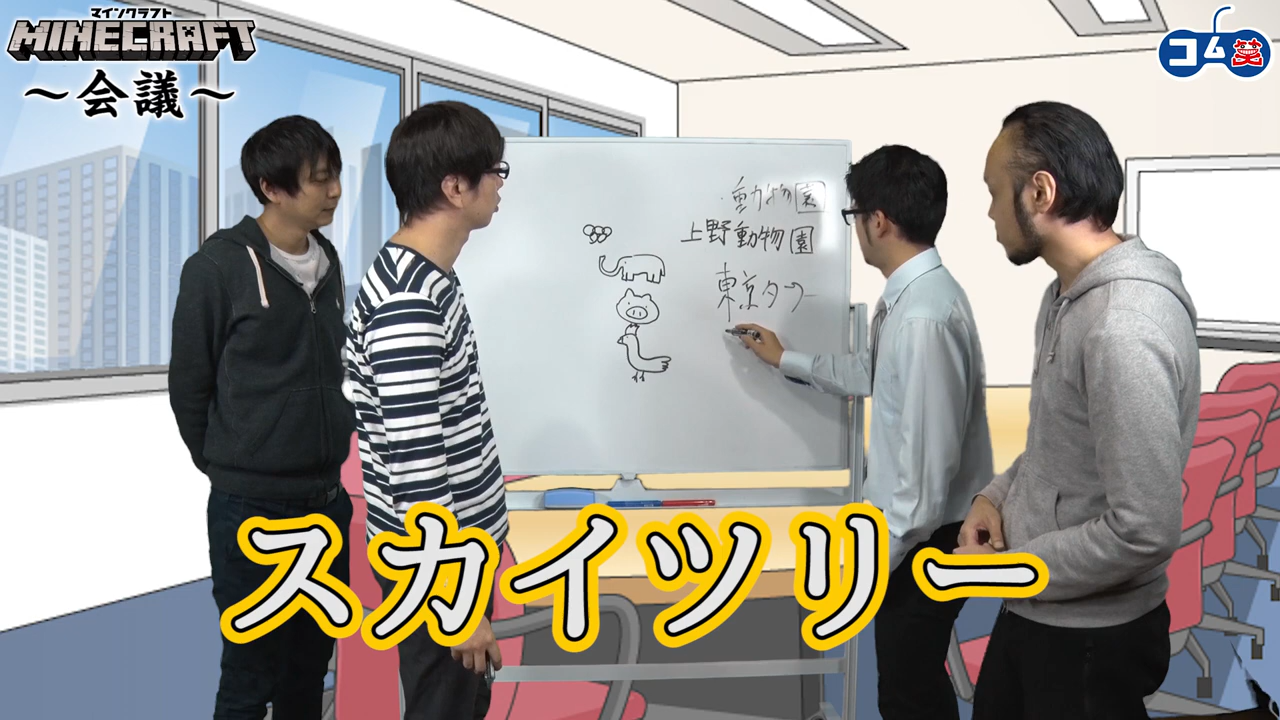 マインクラフト
MINECRAFT
～会議～
コム笑
・動物園
上野動物園
東京タワー
スカイツリー